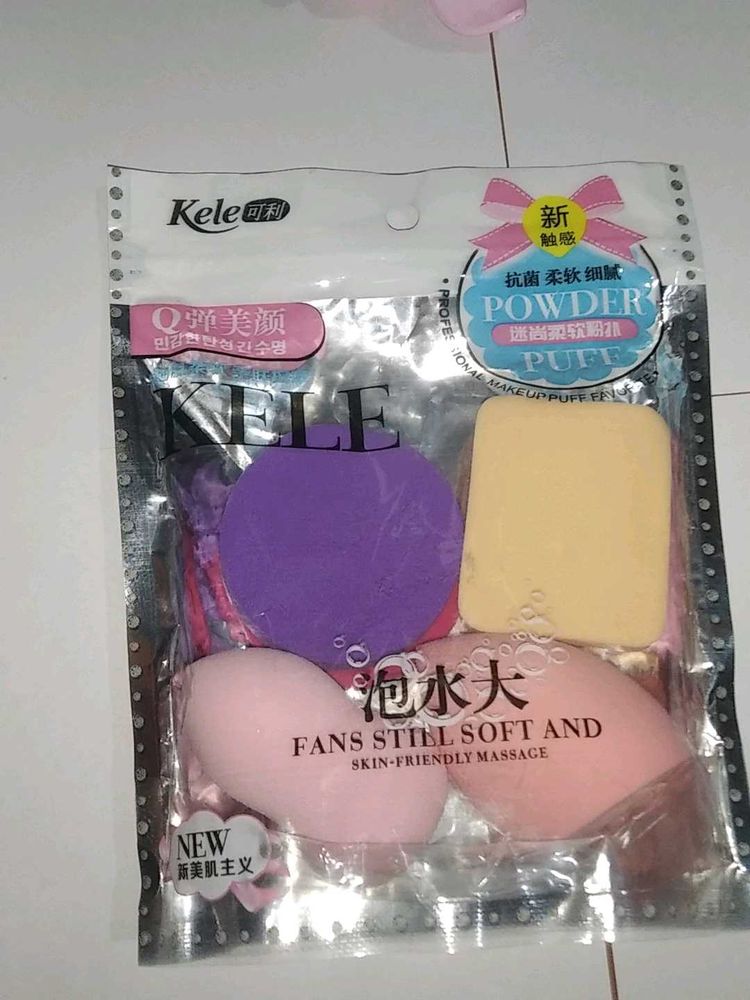 Kele 可利
新
触感
抗菌 柔软 细腻
POWDER
迷尚柔软粉扑
PUFF
MAKEUP PUFF
Q弹美颜
KELE
泡水大
FANS STILL SOFT AND
SKIN-FRIENDLY MASSAGE
NEW
新美肌主义